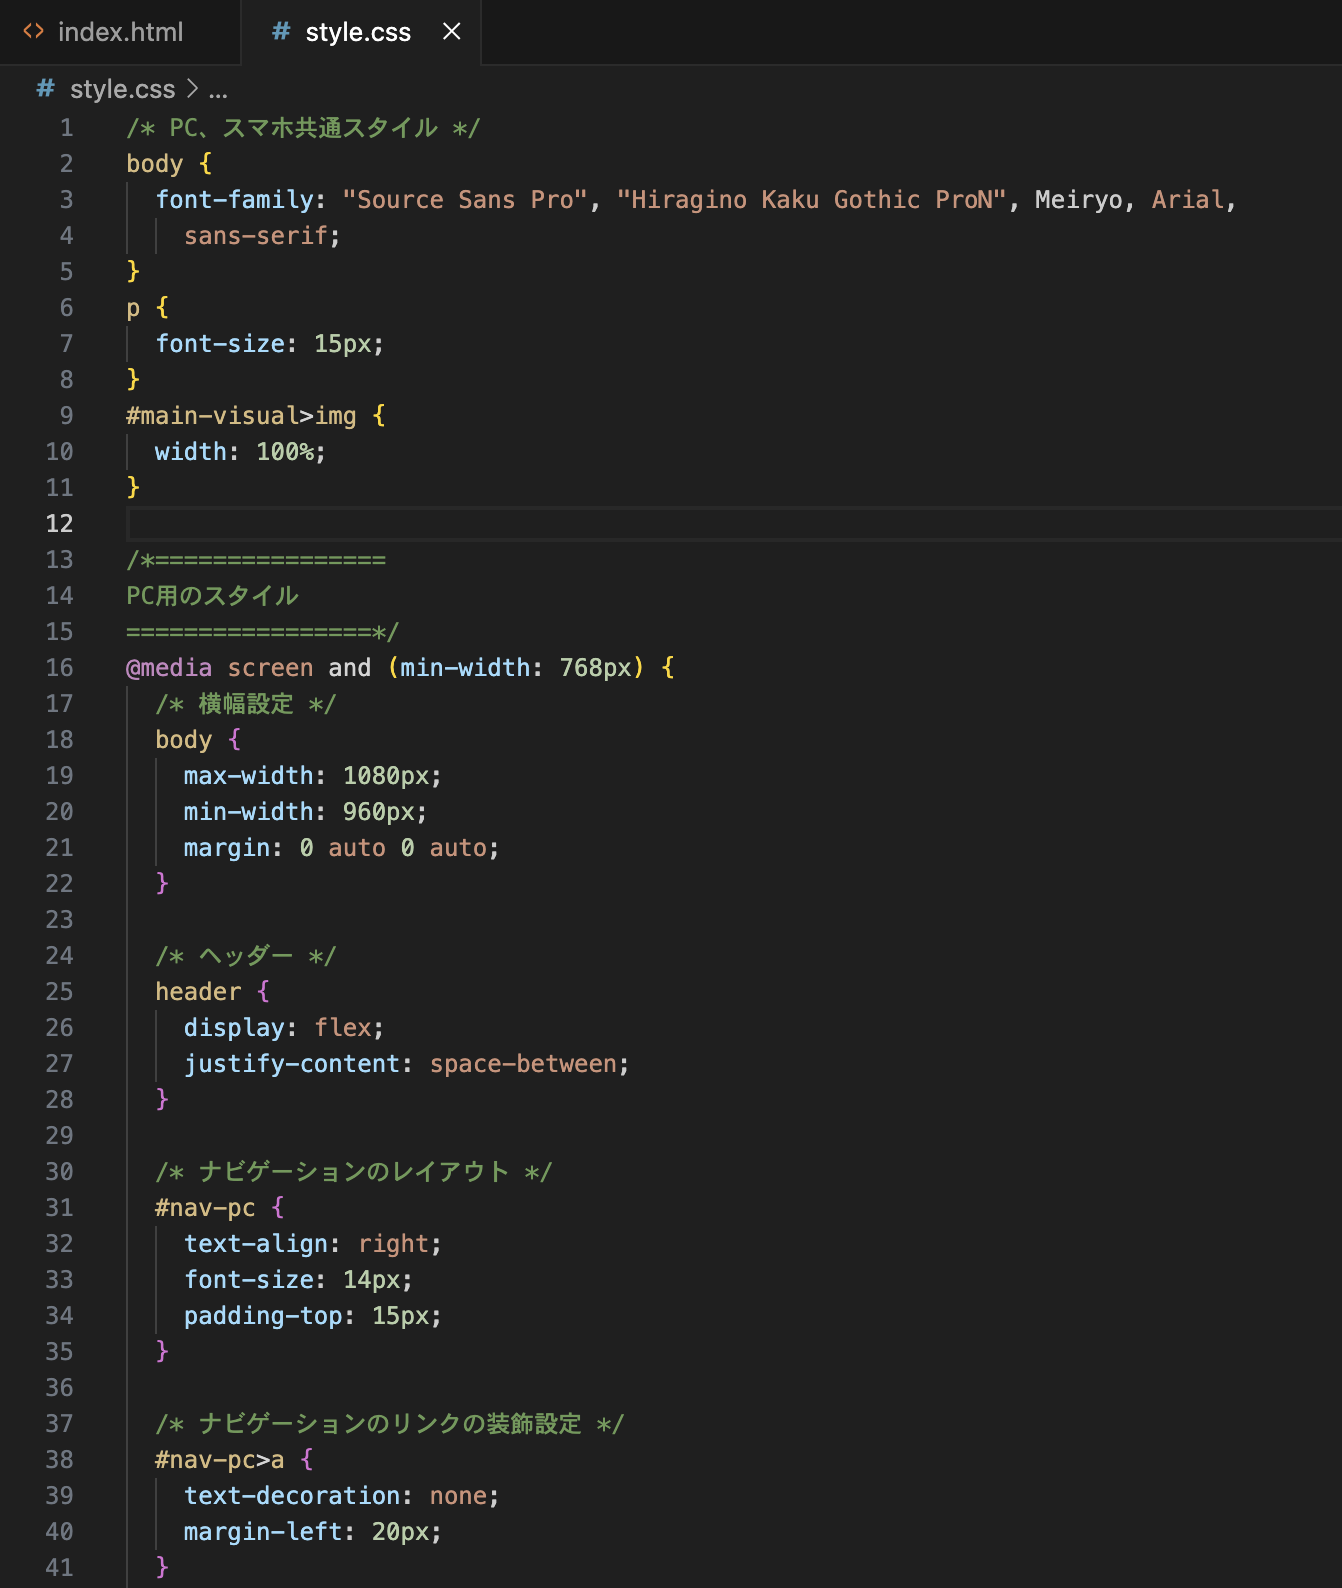 index.html
# style.css ×
# style.css > ...
1 /* PC、スマホ共通スタイル */
2 body {
3   font-family: "Source Sans Pro", "Hiragino Kaku Gothic ProN", Meiryo, Arial,
4     sans-serif;
5 }
6 p {
7   font-size: 15px;
8 }
9 #main-visual>img {
10   width: 100%;
11 }
12
13 /*================
14 PC用のスタイル
15 =================*/
16 @media screen and (min-width: 768px) {
17   /* 横幅設定 */
18   body {
19     max-width: 1080px;
20     min-width: 960px;
21     margin: 0 auto 0 auto;
22   }
23
24   /* ヘッダー */
25   header {
26     display: flex;
27     justify-content: space-between;
28   }
29
30   /* ナビゲーションのレイアウト */
31   #nav-pc {
32     text-align: right;
33     font-size: 14px;
34     padding-top: 15px;
35   }
36
37   /* ナビゲーションのリンクの装飾設定 */
38   #nav-pc>a {
39     text-decoration: none;
40     margin-left: 20px;
41   }